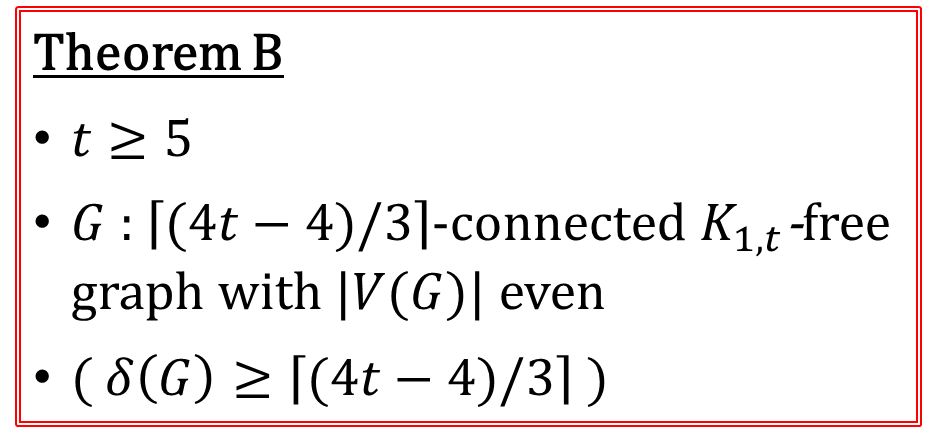 Theorem B
• t ≥ 5
• G : ⌈(4t − 4)/3⌉-connected K₁,ₜ-free
graph with |V(G)| even
• ( δ(G) ≥ ⌈(4t − 4)/3⌉ )